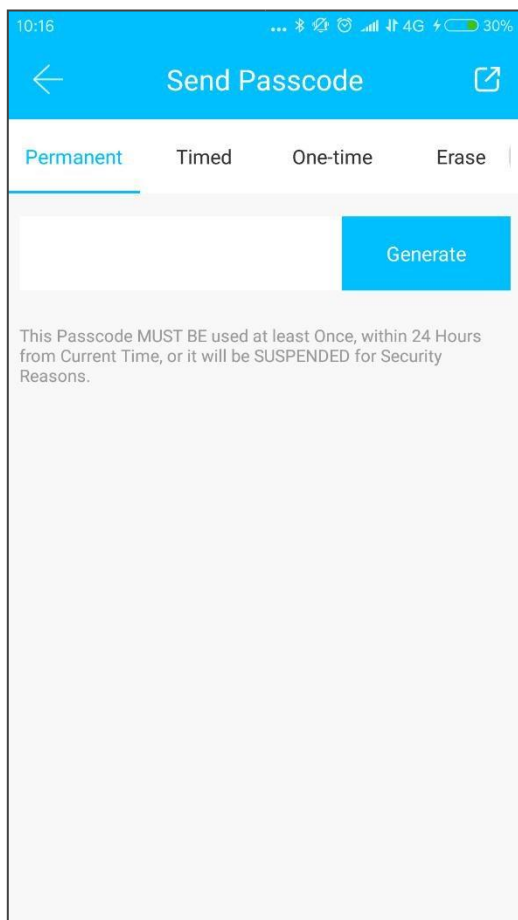 10:16 ... 4G 30%
Send Passcode
Permanent Timed One-time Erase
Generate
This Passcode MUST BE used at least Once, within 24 Hours
from Current Time, or it will be SUSPENDED for Security
Reasons.